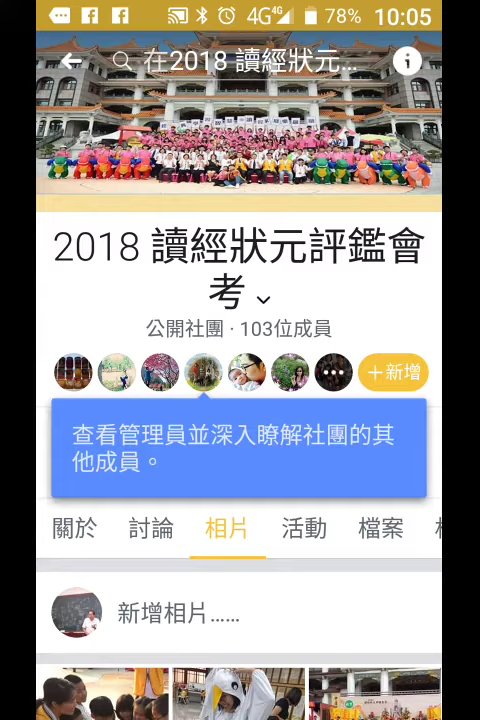 4G 4G 78% 10:05
在2018 讀經狀元...
2018 讀經狀元評鑑會
考
公開社團 · 103位成員
+新增
查看管理員並深入瞭解社團的其
他成員。
關於 討論 相片 活動 檔案
新增相片......